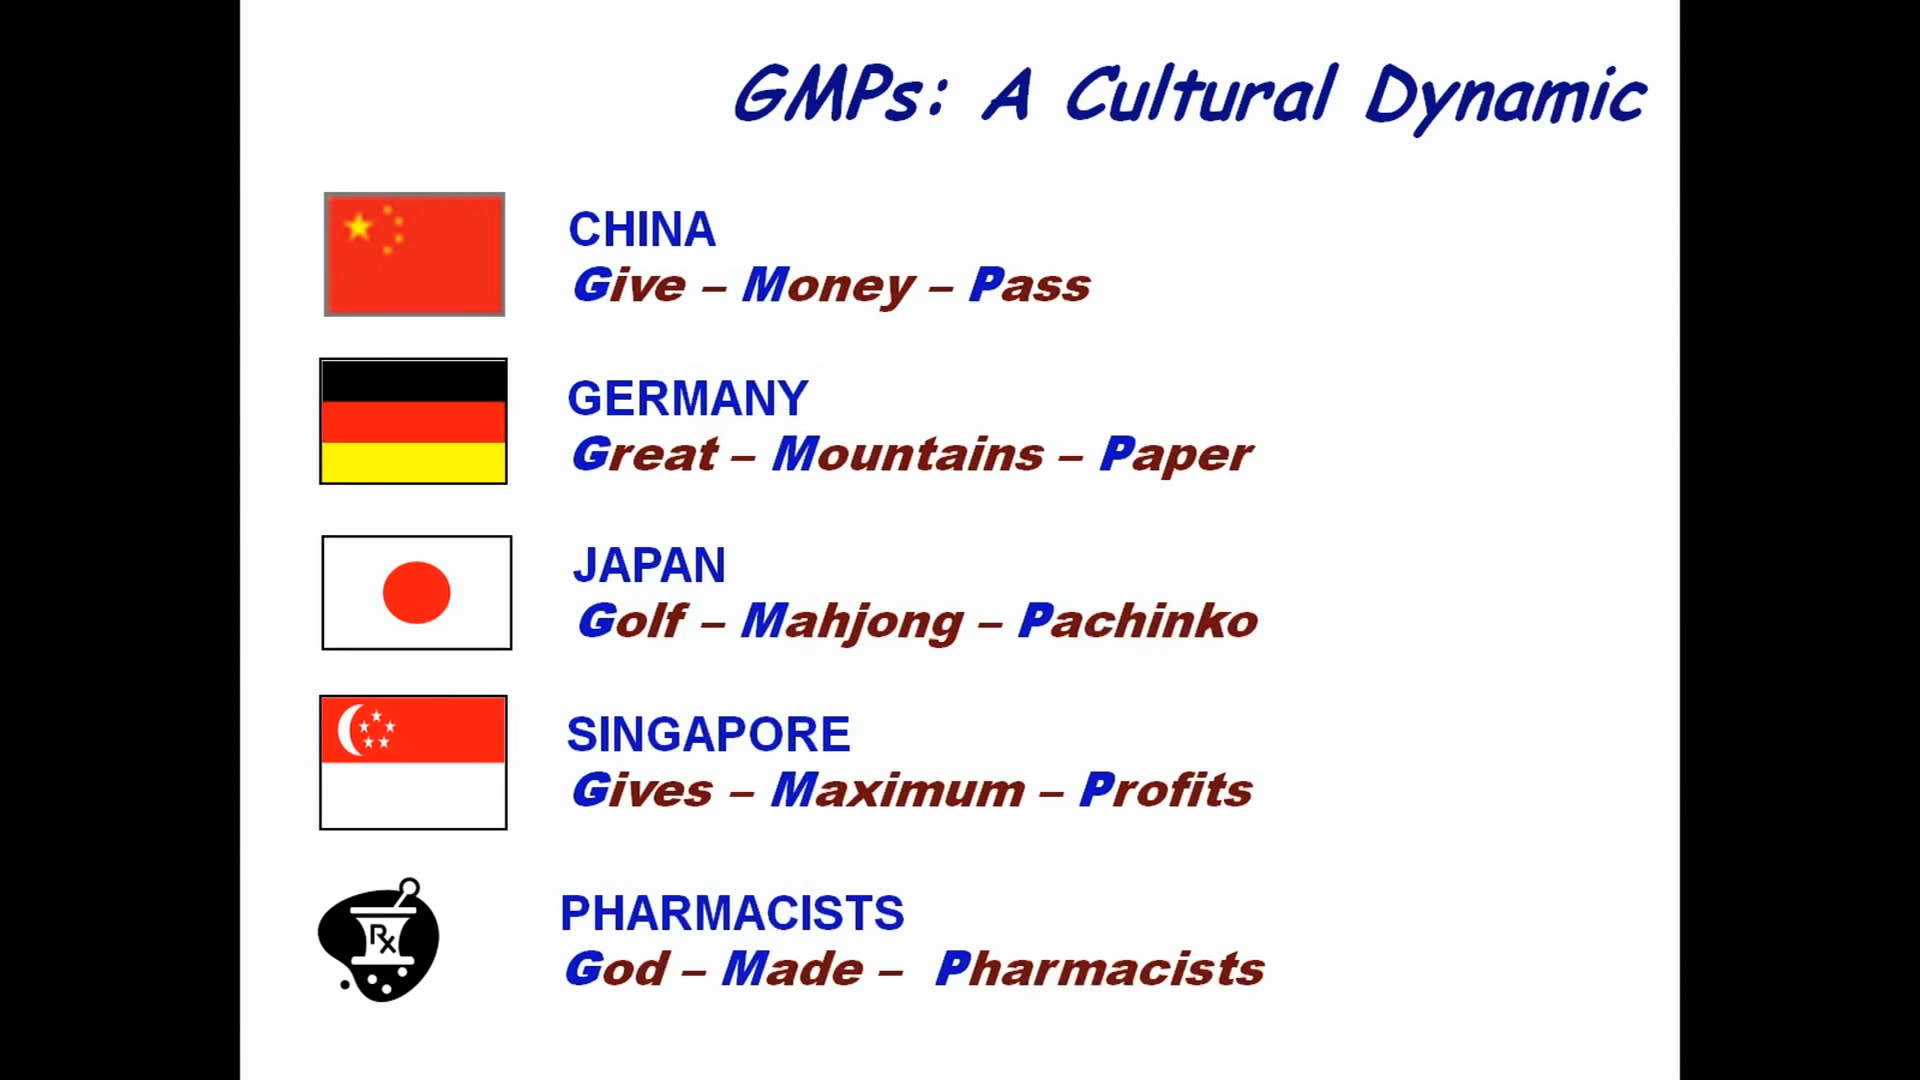 GMPs: A Cultural Dynamic
CHINA
Give – Money – Pass
GERMANY
Great – Mountains – Paper
JAPAN
Golf – Mahjong – Pachinko
SINGAPORE
Gives – Maximum – Profits
Rx
PHARMACISTS
God – Made – Pharmacists